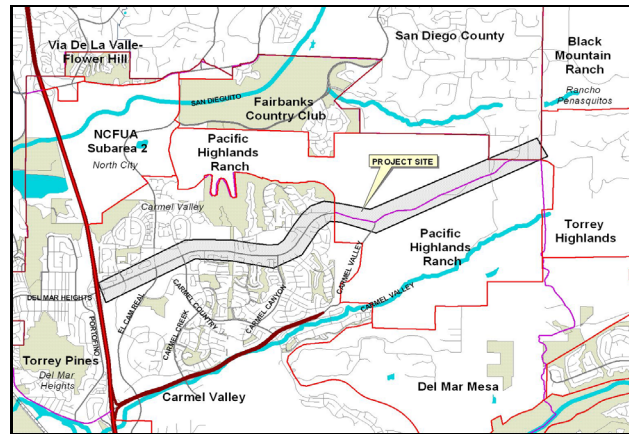 Via De La Valle-
Flower Hill
San Diego County
Black
Mountain
Ranch
Rancho
Penasquitos
SAN DIEGUITO
Fairbanks
Country Club
NCFUA
Subarea 2
North City
Pacific
Highlands
Ranch
PROJECT SITE
Carmel Valley
Pacific
Highlands
Ranch
Torrey
Highlands
CARMEL VALLEY
CARMEL VALLEY
DEL MAR HEIGHTS
EL CAM REAL
CARMEL COUNTRY
CARMEL CREEK
CARMEL CANYON
PORTOFINO
Torrey Pines
Del Mar
Heights
Carmel Valley
Del Mar Mesa